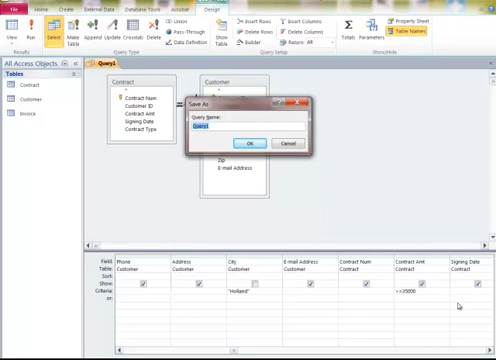 File Home Create External Data Database Tools Acrobat Design
View Run Select Make Table Append Update Crosstab Delete
Union
Pass-Through
Data Definition
Show Table
Insert Rows
Delete Rows
Builder
Insert Columns
Delete Columns
Return: All
Totals Parameters
Property Sheet
Table Names
Results Query Type Query Setup Show/Hide
All Access Objects
Tables
Contract
Customer
Invoice
Query1
Contract
*
Contract Num
Customer ID
Contract Amt
Signing Date
Contract Type
Customer
*
Zip
E-mail Address
Save As
Query Name:
Query1
OK Cancel
Field: Phone Address City E-mail Address Contract Num Contract Amt Signing Date
Table: Customer Customer Customer Customer Contract Contract Contract
Sort:
Show:
Criteria: "Holland" >=35000
or: